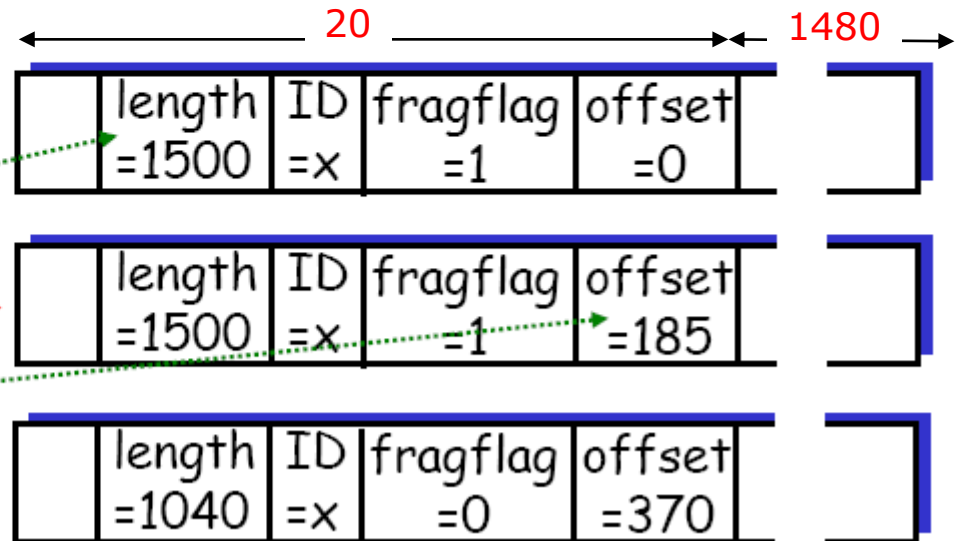 20 1480
length ID fragflag offset
=1500 =x =1 =0
length ID fragflag offset
=1500 =x =1 =185
length ID fragflag offset
=1040 =x =0 =370